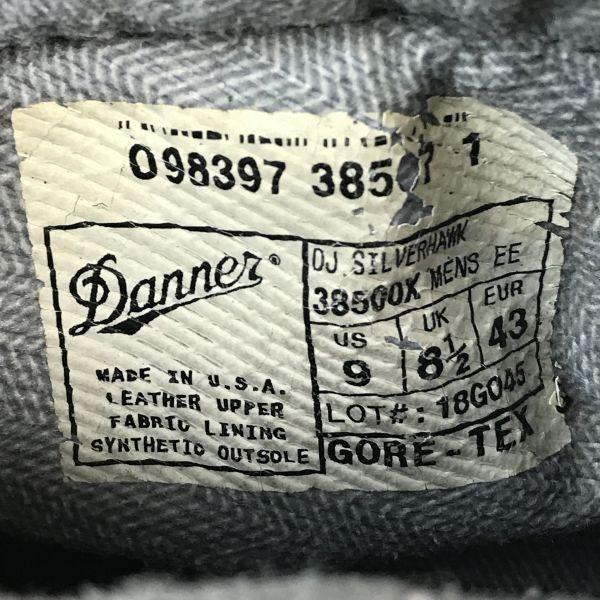 098397 385 1
Danner®
MADE IN U.S.A.
LEATHER UPPER
FABRIC LINING
SYNTHETIC OUTSOLE
DJ SILVERHAWK
38500X MENS EE
US UK EUR
9 8½ 43
LOT#: 18G045
GORE-TEX